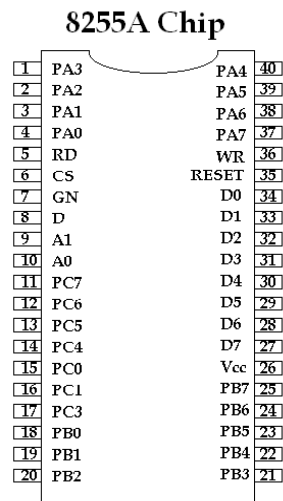 8255A Chip
1 PA3 PA4 40
2 PA2 PA5 39
3 PA1 PA6 38
4 PA0 PA7 37
5 RD WR 36
6 CS RESET 35
7 GN D0 34
8 D D1 33
9 A1 D2 32
10 A0 D3 31
11 PC7 D4 30
12 PC6 D5 29
13 PC5 D6 28
14 PC4 D7 27
15 PC0 Vcc 26
16 PC1 PB7 25
17 PC3 PB6 24
18 PB0 PB5 23
19 PB1 PB4 22
20 PB2 PB3 21